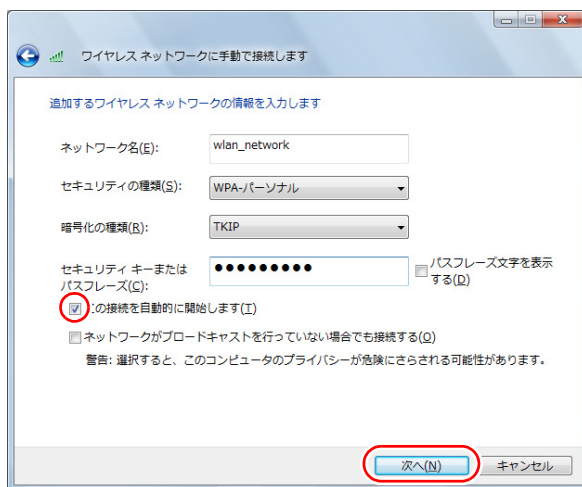 ワイヤレス ネットワークに手動で接続します
追加するワイヤレス ネットワークの情報を入力します
ネットワーク名(E):
wlan_network
セキュリティの種類(S):
WPA-パーソナル
暗号化の種類(R):
TKIP
セキュリティ キーまたは
パスフレーズ(C):
●●●●●●●●●
パスフレーズ文字を表示
する(D)
この接続を自動的に開始します(T)
ネットワークがブロードキャストを行っていない場合でも接続する(O)
警告: 選択すると、このコンピュータのプライバシーが危険にさらされる可能性があります。
次へ(N)
キャンセル